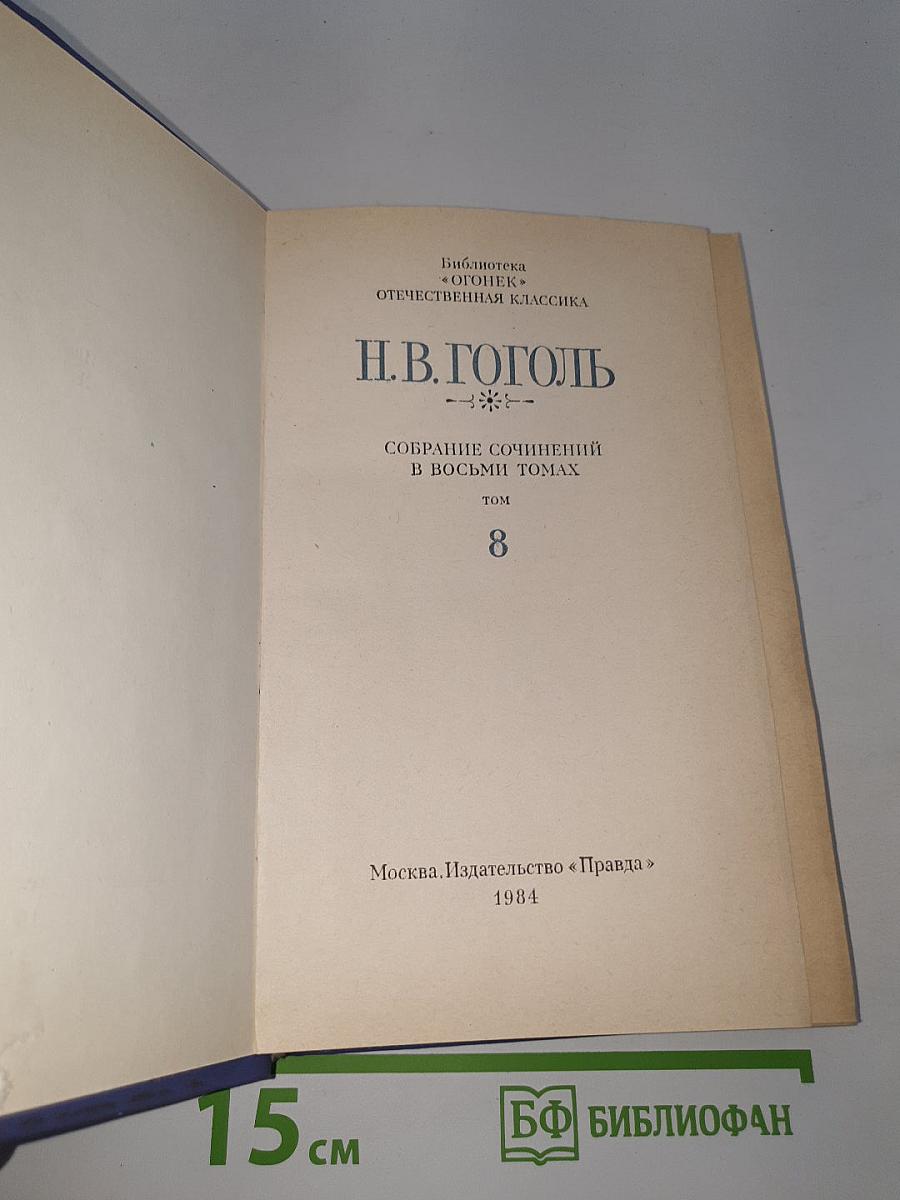 Библиотека
«ОГОНЕК»
ОТЕЧЕСТВЕННАЯ КЛАССИКА
Н.В.ГОГОЛЬ
СОБРАНИЕ СОЧИНЕНИЙ
В ВОСЬМИ ТОМАХ
ТОМ
8
Москва. Издательство «Правда»
1984
15 см
БФ БИБЛИОФАН